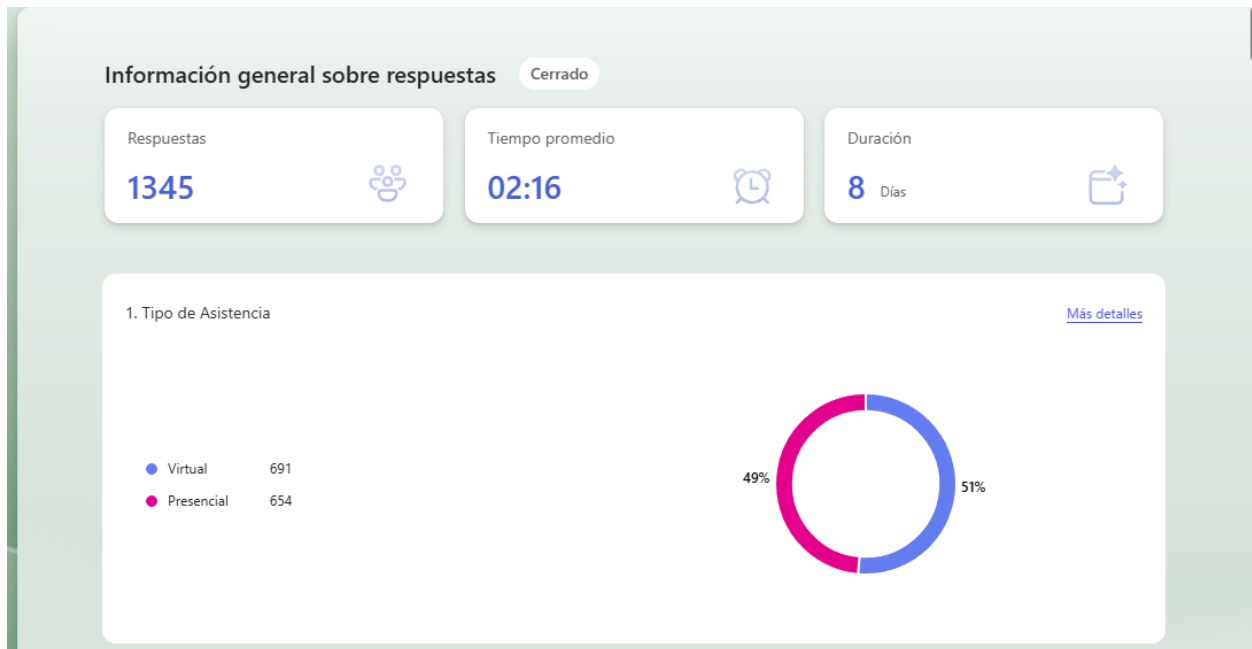 Información general sobre respuestas Cerrado
Respuestas
1345
Tiempo promedio
02:16
Duración
8 Días
1. Tipo de Asistencia
Más detalles
Virtual 691
Presencial 654
49%
51%